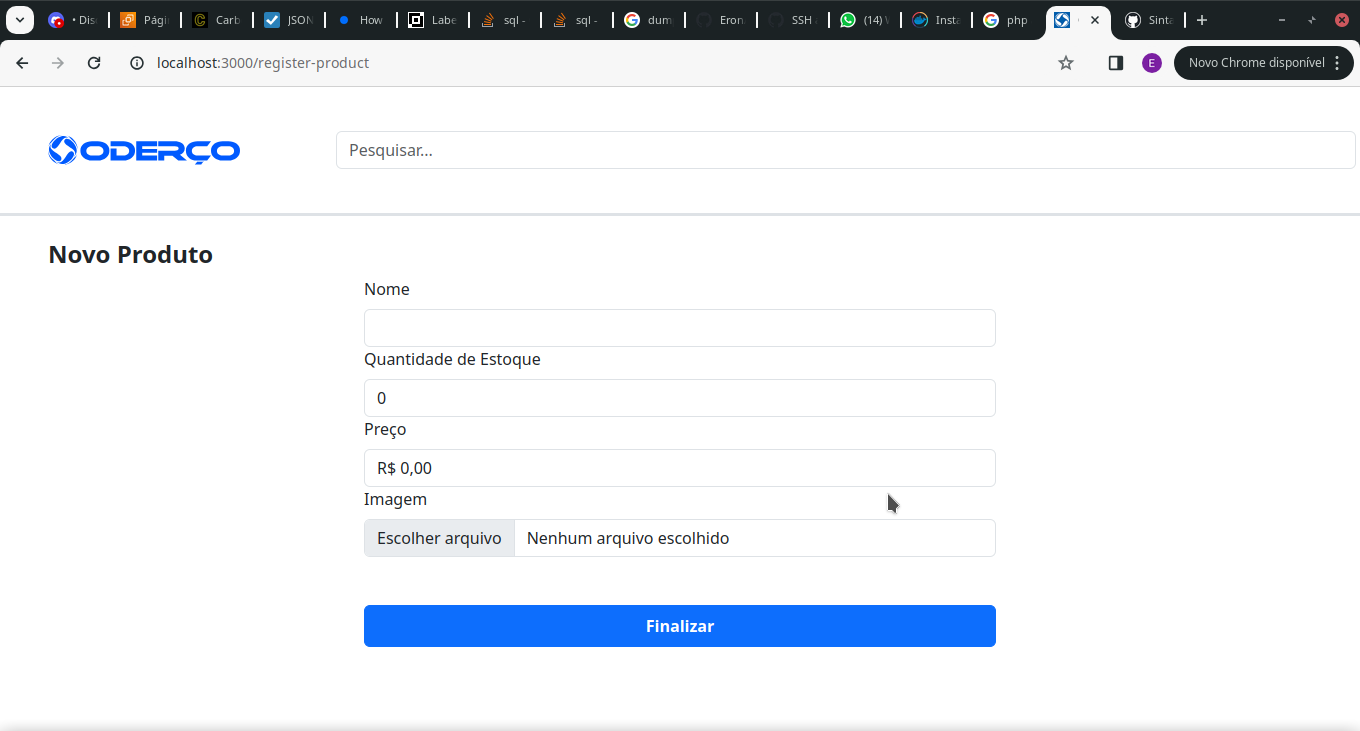 • Dis
Pági
Carb
JSON
How
Labe
sql -
sql -
dum
Eron
SSH
(14)
Insta
php
Sinta
localhost:3000/register-product
E
Novo Chrome disponível
ODERÇO
Pesquisar...
Novo Produto
Nome
Quantidade de Estoque
0
Preço
R$ 0,00
Imagem
Escolher arquivo Nenhum arquivo escolhido
Finalizar